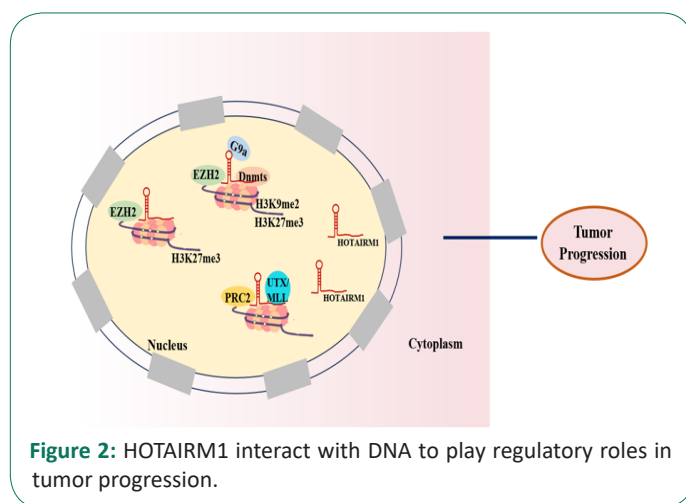 G9a
EZH2
Dnmts
H3K9me2
H3K27me3
EZH2
H3K27me3
HOTAIRM1
HOTAIRM1
UTX/
MLL
PRC2
Nucleus
Cytoplasm
Tumor
Progression
Figure 2: HOTAIRM1 interact with DNA to play regulatory roles in
tumor progression.